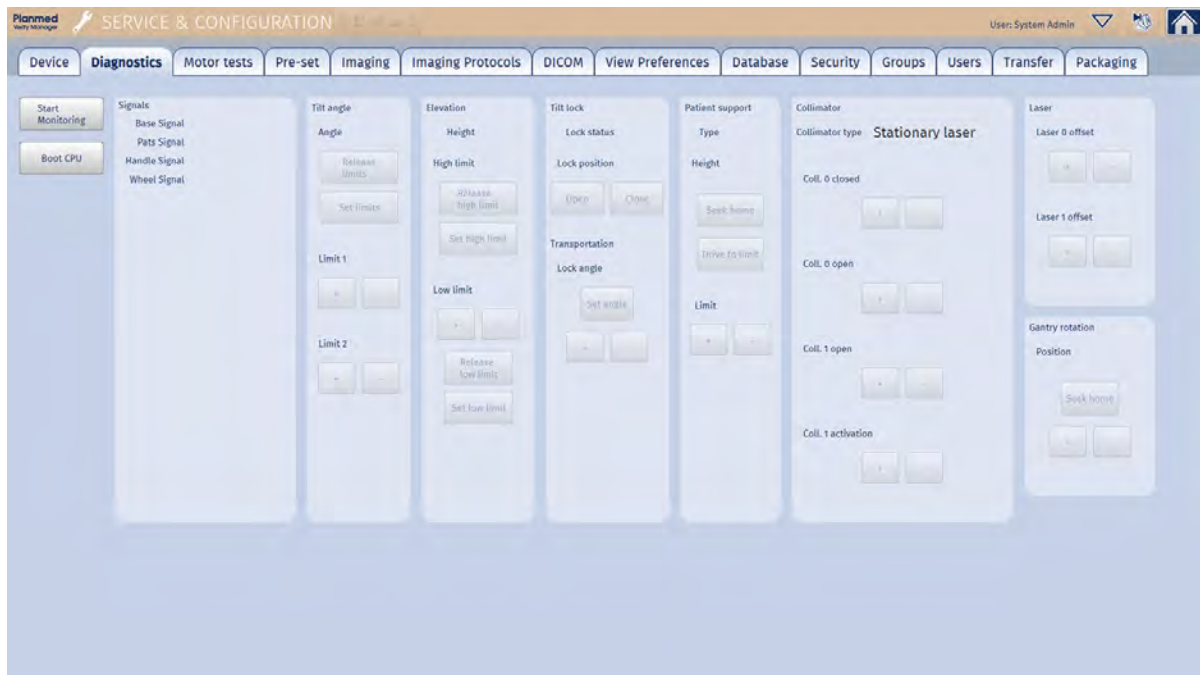 Planmed
Verity Manager
SERVICE & CONFIGURATION
User: System Admin
Device
Diagnostics
Motor tests
Pre-set
Imaging
Imaging Protocols
DICOM
View Preferences
Database
Security
Groups
Users
Transfer
Packaging
Start
Monitoring
Boot CPU
Signals
Base Signal
Pats Signal
Handle Signal
Wheel Signal
Tilt angle
Angle
Release
limits
Set limits
Limit 1
+
Limit 2
+ -
Elevation
Height
High limit
Release
high limit
Set high limit
Low limit
+
Release
low limit
Set low limit
Tilt lock
Lock status
Lock position
Open
Close
Transportation
Lock angle
Set angle
Patient support
Type
Height
Seek home
Drive to limit
Limit
+ -
Collimator
Collimator type Stationary laser
Coll. 0 closed
+
Coll. 0 open
+
Coll. 1 open
+ -
Coll. 1 activation
+
Laser
Laser 0 offset
+ -
Laser 1 offset
+
Gantry rotation
Position
Seek home
+